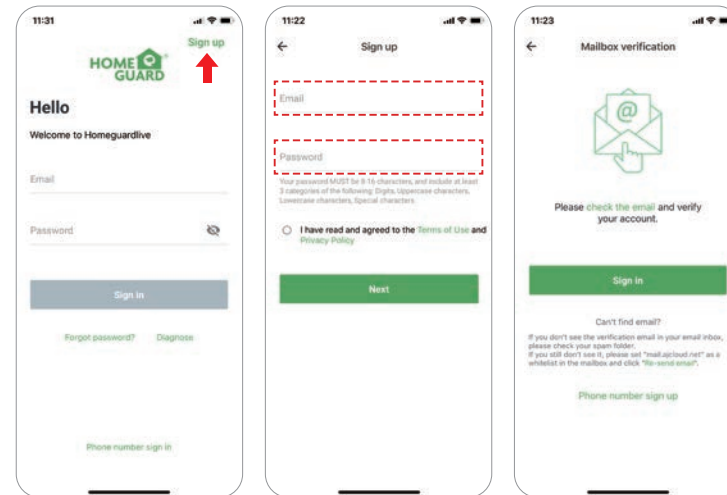 11:31
Sign up
HOME
GUARD
Hello
Welcome to Homeguardlive
Email
Password
Sign in
Forgot password? Diagnose
Phone number sign in
11:22
Sign up
Email
Password
Your password MUST be 8-16 characters, and include at least
3 categories of the following: Digits, Uppercase characters,
Lowercase characters, Special characters
I have read and agreed to the Terms of Use and
Privacy Policy
Next
11:23
Mailbox verification
@
Please check the email and verify
your account.
Sign in
Can't find email?
If you don't see the verification email in your email inbox,
please check your spam folder.
If you still don't see it, please set "mail.ajcloud.net" as a
whitelist in the mailbox and click "Re-send email".
Phone number sign up